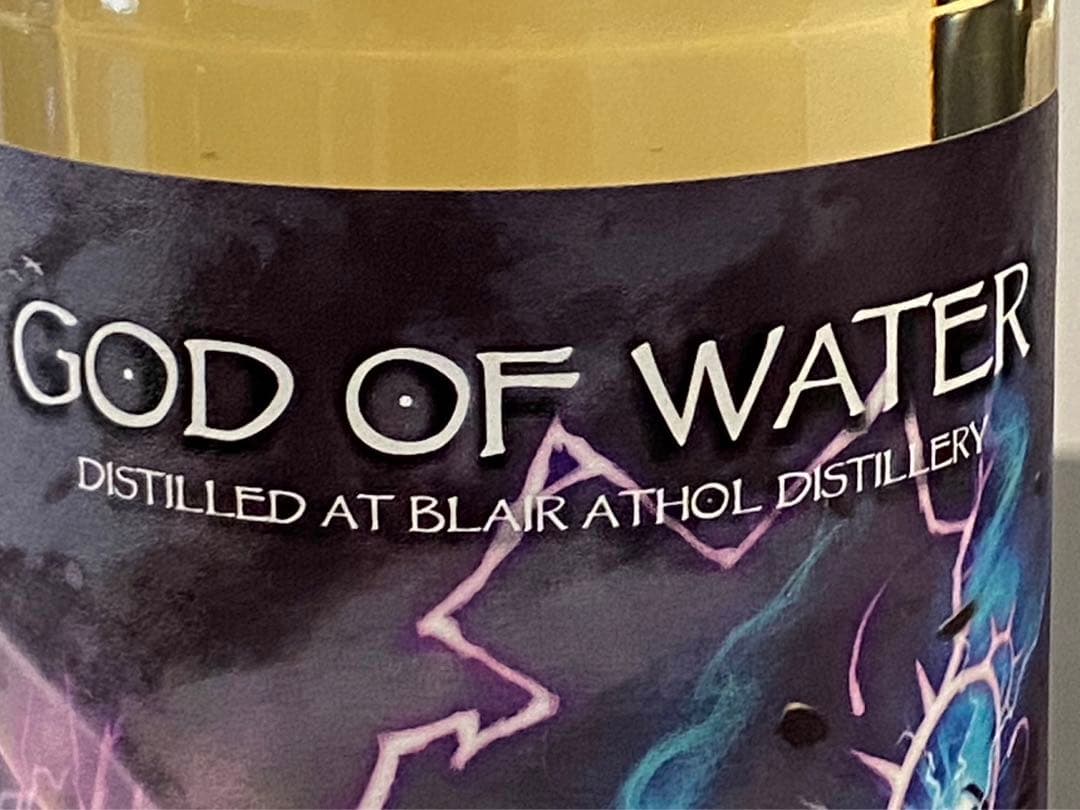 GOD OF WATER
DISTILLED AT BLAIR ATHOL DISTILLERY